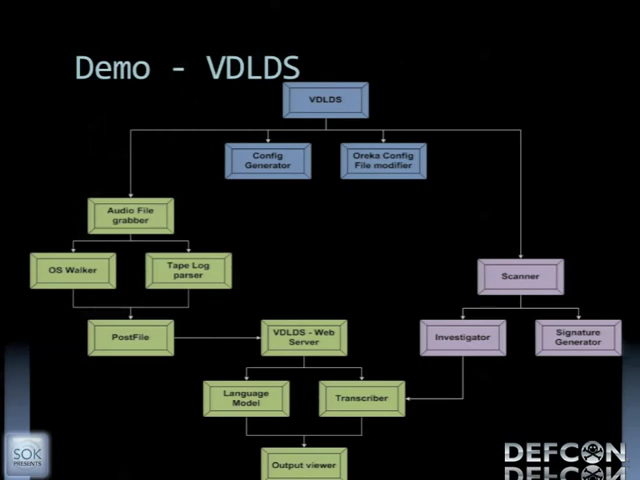 Demo - VDLDS
VDLDS
Config
Generator
Oreka Config
File modifier
Audio File
grabber
OS Walker
Tape Log
parser
Scanner
PostFile
VDLDS - Web
Server
Investigator
Signature
Generator
Language
Model
Transcriber
Output viewer
SOK
PRESENTS
DEFCON